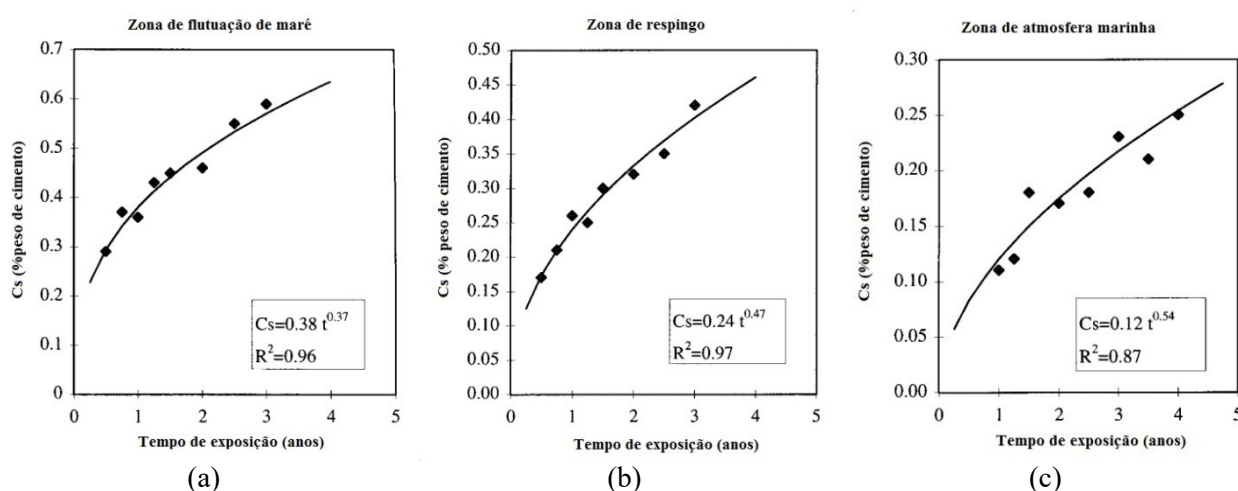 Zona de flutuação de maré
0.7
0.6
0.5
0.4
0.3
0.2
0.1
0
Cs (%peso de cimento)
Cs=0.38 t^0.37
R²=0.96
0 1 2 3 4 5
Tempo de exposição (anos)
(a)
Zona de respingo
0.50
0.45
0.40
0.35
0.30
0.25
0.20
0.15
0.10
0.05
0.00
Cs (% peso de cimento)
Cs=0.24 t^0.47
R²=0.97
0 1 2 3 4 5
Tempo de exposição (anos)
(b)
Zona de atmosfera marinha
0.30
0.25
0.20
0.15
0.10
0.05
0.00
Cs (%peso de cimento)
Cs=0.12 t^0.54
R²=0.87
0 1 2 3 4 5
Tempo de exposição (anos)
(c)